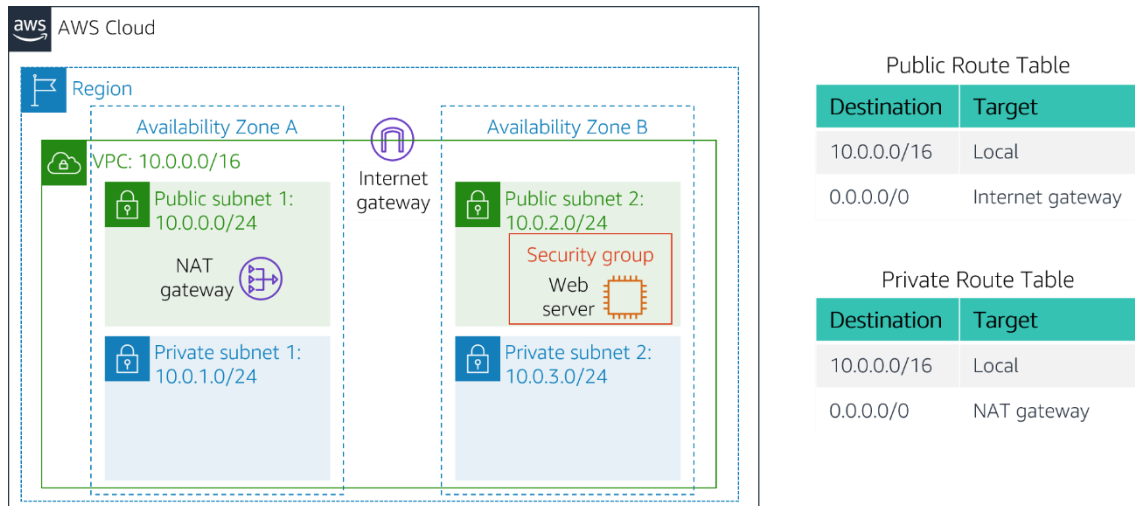 aws
AWS Cloud
Region
Availability Zone A
Availability Zone B
VPC: 10.0.0.0/16
Internet
gateway
Public subnet 1:
10.0.0.0/24
NAT
gateway
Public subnet 2:
10.0.2.0/24
Security group
Web
server
Private subnet 1:
10.0.1.0/24
Private subnet 2:
10.0.3.0/24
Public Route Table
Destination Target
10.0.0.0/16 Local
0.0.0.0/0 Internet gateway
Private Route Table
Destination Target
10.0.0.0/16 Local
0.0.0.0/0 NAT gateway